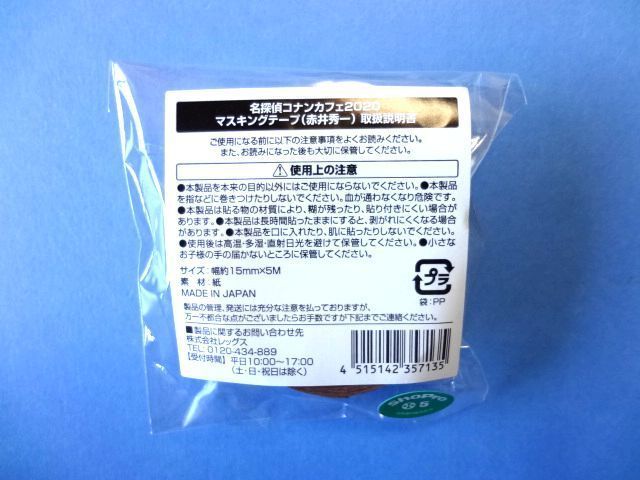 名探偵コナンカフェ2020
マスキングテープ(赤井秀一) 取扱説明書
ご使用になる前に以下の注意事項をよくお読みください。
また、お読みになった後も大切に保管してください。
⚠使用上の注意
●本製品を本来の目的以外にはご使用にならないでください。●本製品
を指などに巻きつけたりしないでください。血が通わなくなり危険です。
●本製品は貼る物の材質により、糊が残ったり、貼り付きにくい場合が
あります。●本製品は長時間貼ったままにすると、剥がれにくくなる場合
があります。●本製品を口に入れたり、肌に貼ったりしないでください。
●使用後は高温・多湿・直射日光を避けて保管してください。●小さな
お子様の手の届かないところに保管してください。
サイズ:幅約15mm×5M
素 材:紙
MADE IN JAPAN
プラ
袋:PP
製品の管理、発送には充分な注意を払っておりますが、
万一不都合な点がございましたらお手数ですが下記までご連絡ください。
■製品に関するお問い合わせ先
株式会社レッグス
TEL: 0120-434-889
【受付時間】平日10:00~17:00
(土・日・祝日は除く)
4 515142 357135
ShoPro
S